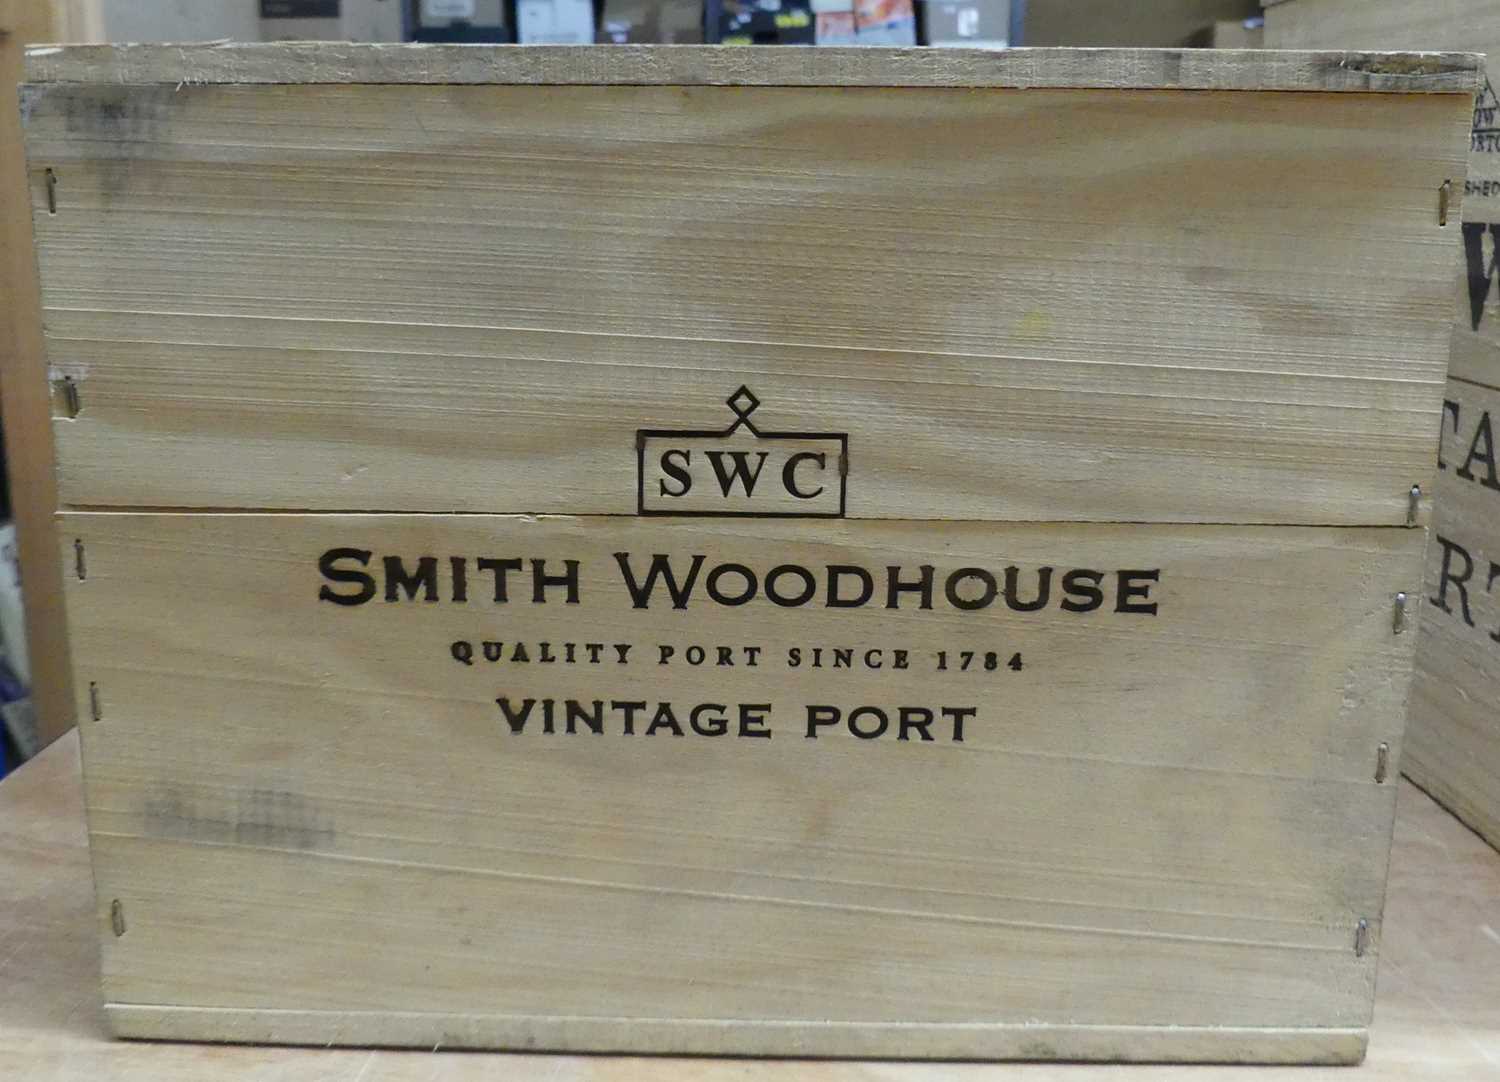 SWC
SMITH WOODHOUSE
QUALITY PORT SINCE 1784
VINTAGE PORT